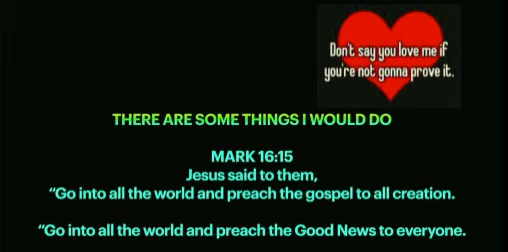 Don't say you love me if
you're not gonna prove it.
THERE ARE SOME THINGS I WOULD DO
MARK 16:15
Jesus said to them,
“Go into all the world and preach the gospel to all creation.
“Go into all the world and preach the Good News to everyone.